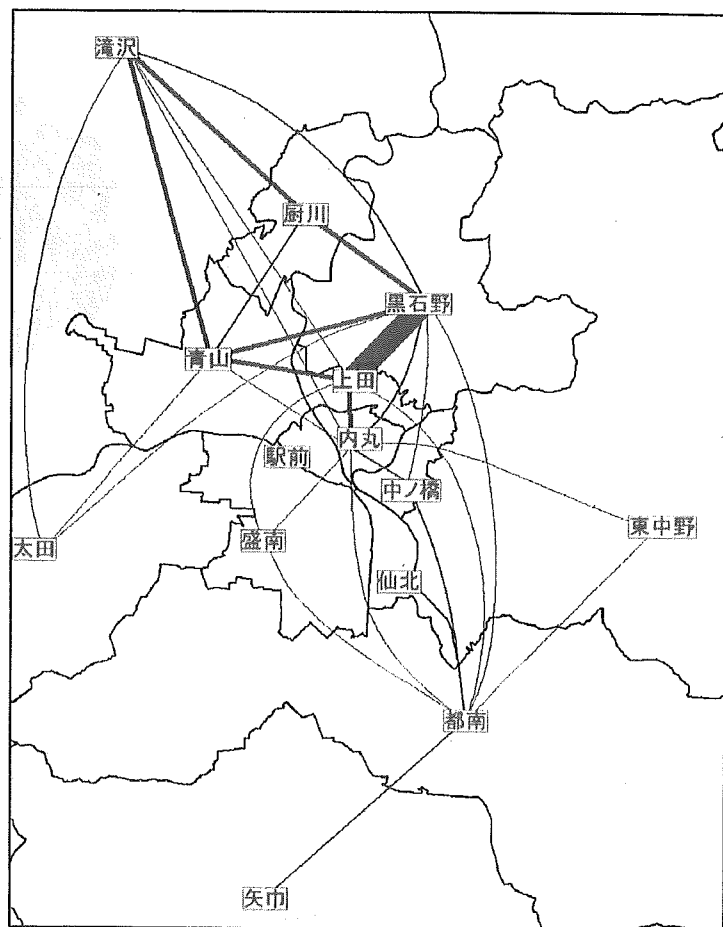 滝沢
厨川
黒石野
青山
上田
内丸
駅前
中ノ橋
東中野
太田
盛南
仙北
都南
矢巾